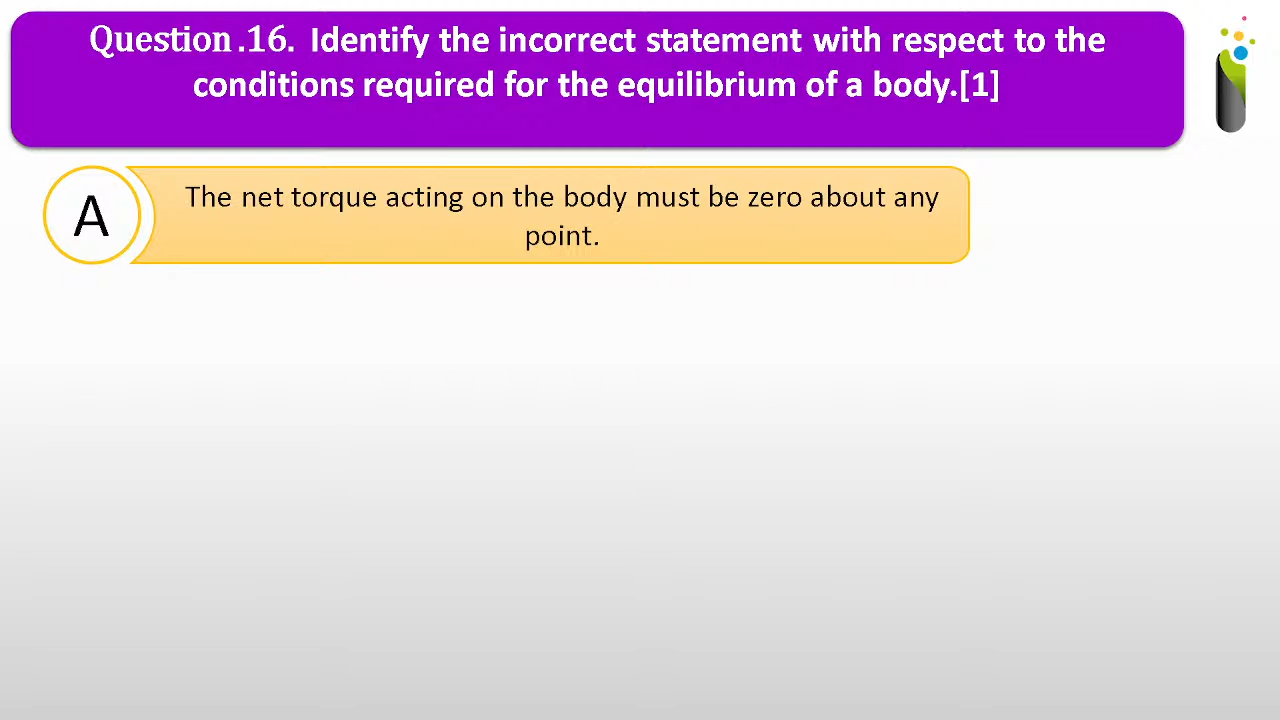 Question .16. Identify the incorrect statement with respect to the
conditions required for the equilibrium of a body.[1]
A
The net torque acting on the body must be zero about any
point.